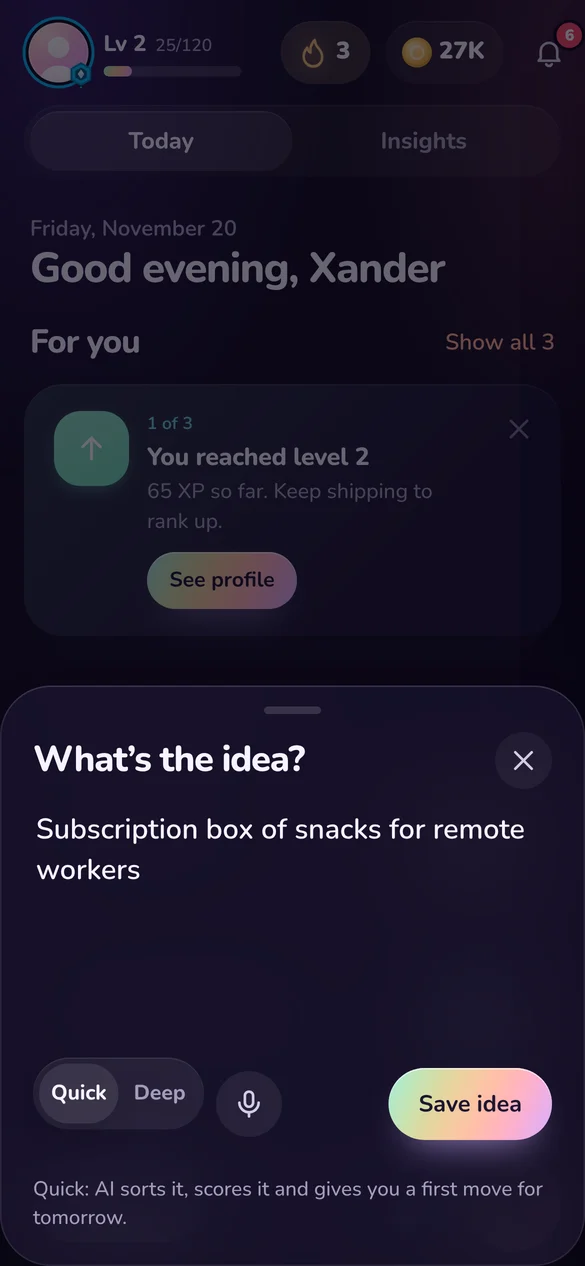 Lv 2 25/120
3
27K
6
Today
Insights
Friday, November 20
Good evening, Xander
For you
Show all 3
1 of 3
You reached level 2
65 XP so far. Keep shipping to
rank up.
See profile
What's the idea?
Subscription box of snacks for remote
workers
Quick
Deep
Save idea
Quick: AI sorts it, scores it and gives you a first move for
tomorrow.